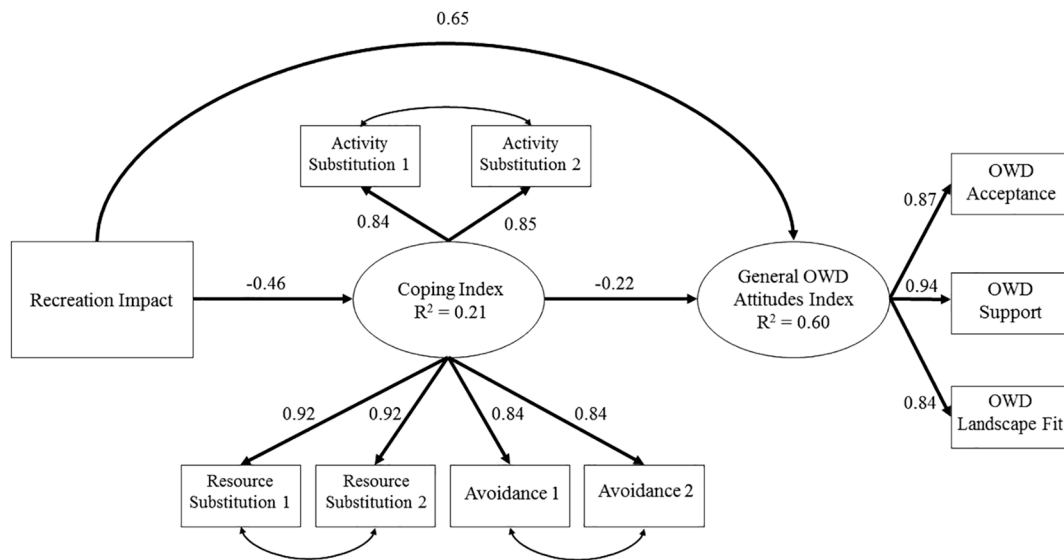 0.65
Activity
Substitution 1
Activity
Substitution 2
0.84
0.85
OWD
Acceptance
0.87
Recreation Impact
-0.46
Coping Index
R² = 0.21
-0.22
General OWD
Attitudes Index
R² = 0.60
0.94
OWD
Support
0.84
OWD
Landscape Fit
0.92
0.92
0.84
0.84
Resource
Substitution 1
Resource
Substitution 2
Avoidance 1
Avoidance 2